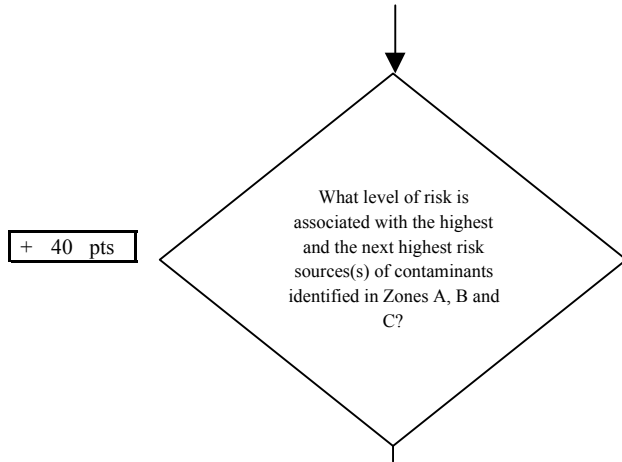 What level of risk is
associated with the highest
+ 40 pts
and the next highest risk
sources(s) of contaminants
identified in Zones A, B and
C?